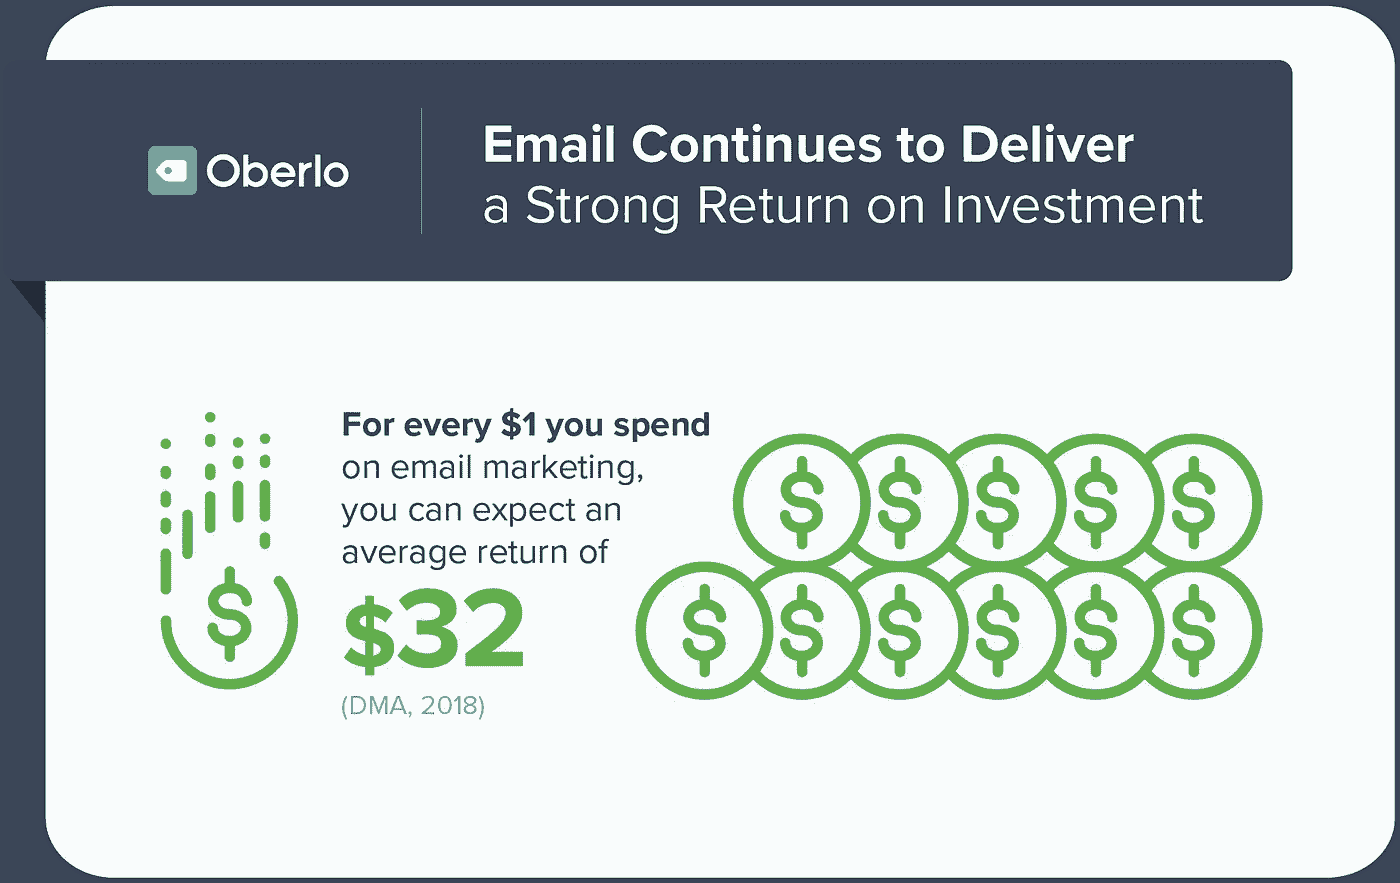 Oberlo
Email Continues to Deliver
a Strong Return on Investment
For every $1 you spend
on email marketing,
you can expect an
average return of
$32
(DMA, 2018)
$
$ $ $ $ $
$ $ $ $ $ $